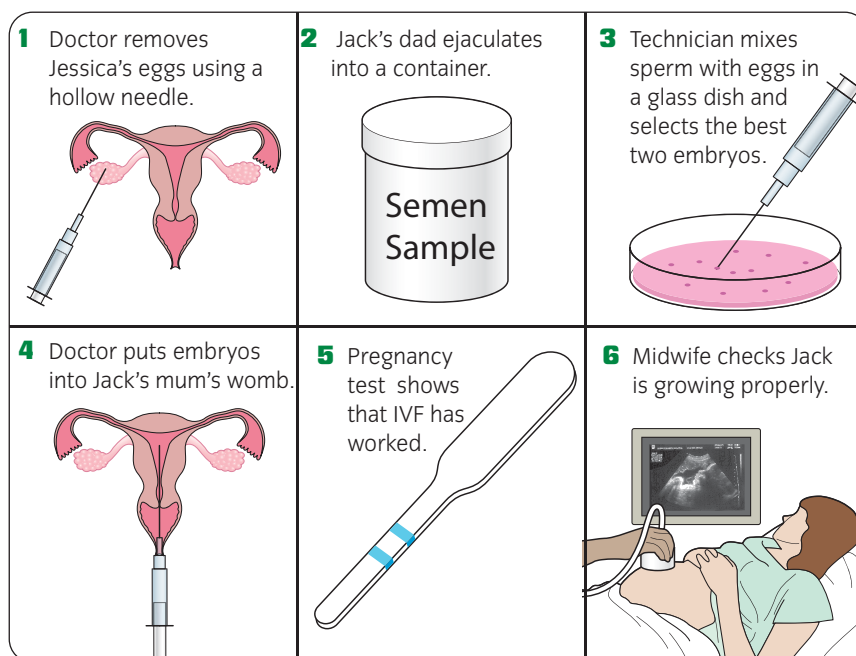 1 Doctor removes
Jessica's eggs using a
hollow needle.
2 Jack's dad ejaculates
into a container.
Semen
Sample
3 Technician mixes
sperm with eggs in
a glass dish and
selects the best
two embryos.
4 Doctor puts embryos
into Jack's mum's womb.
5 Pregnancy
test shows
that IVF has
worked.
6 Midwife checks Jack
is growing properly.